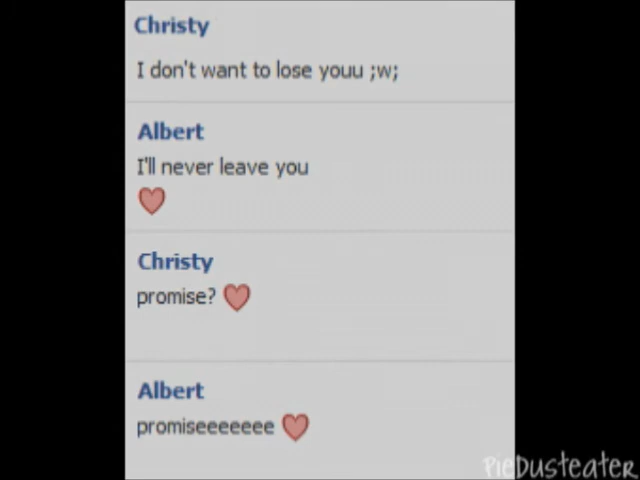 Christy
I don't want to lose youu ;w;
Albert
I'll never leave you
Christy
promise?
Albert
promiseeeeeee
PieDusteater